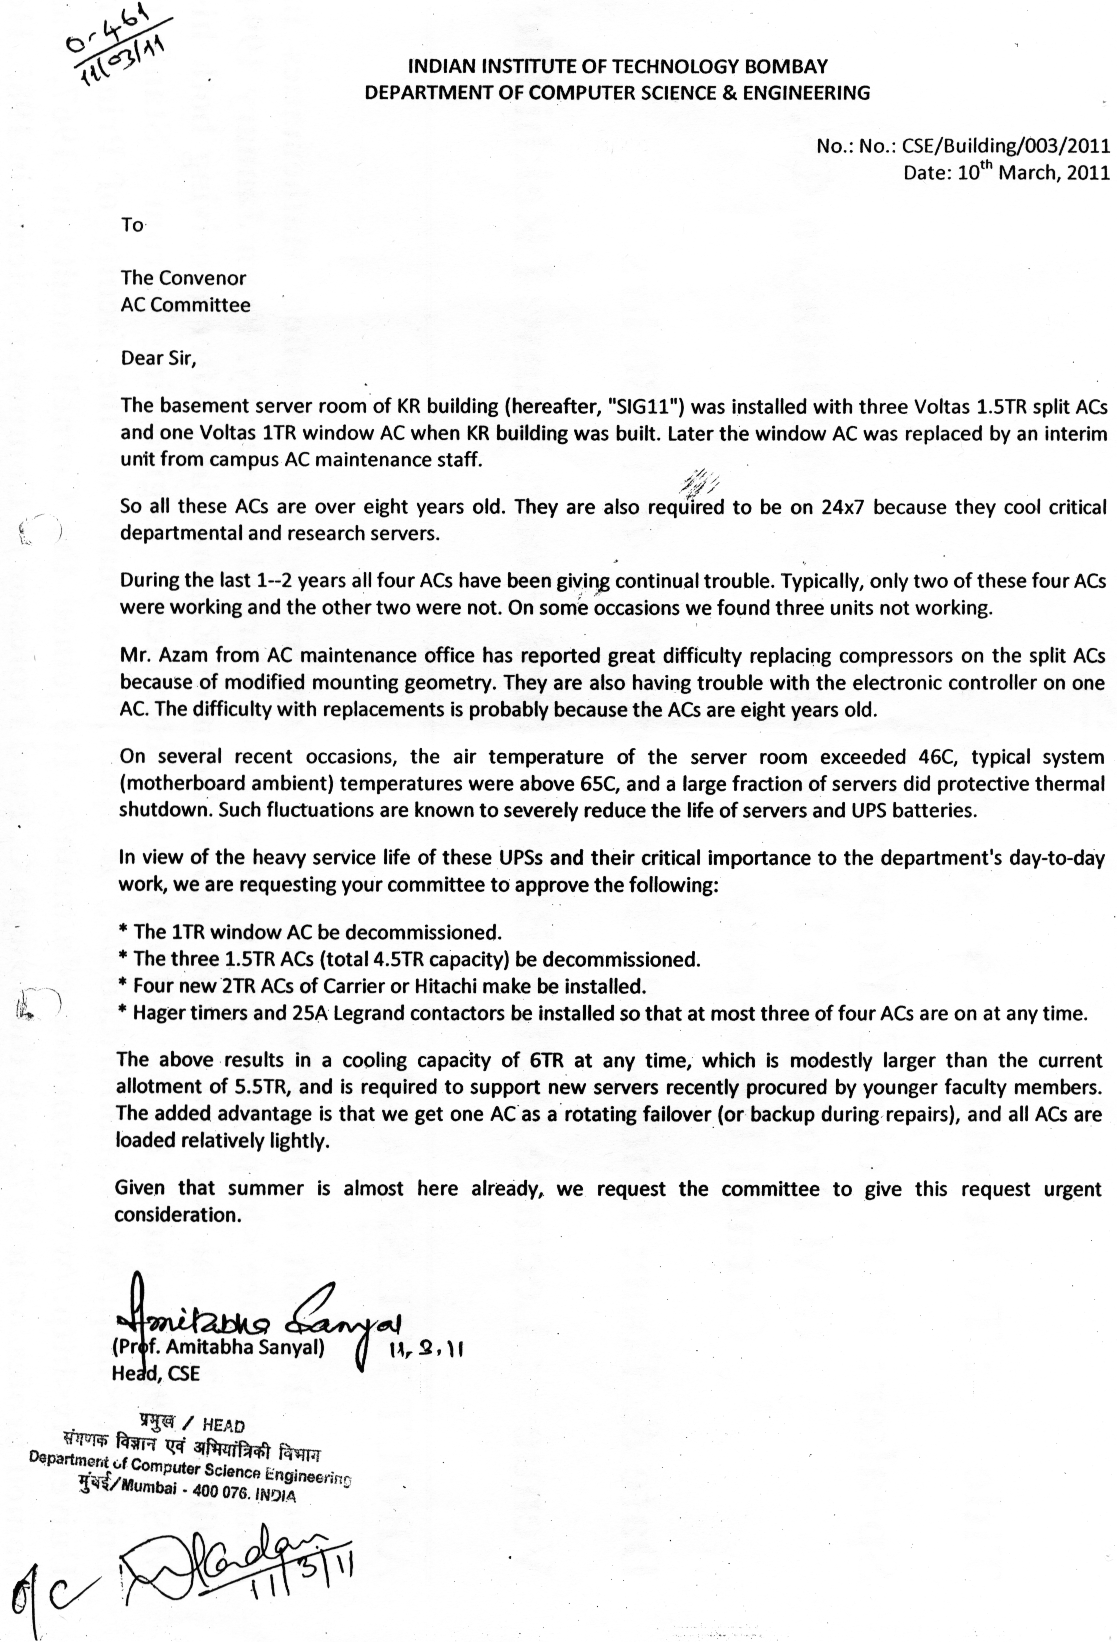 O-461
11/03/11
INDIAN INSTITUTE OF TECHNOLOGY BOMBAY
DEPARTMENT OF COMPUTER SCIENCE & ENGINEERING
No.: No.: CSE/Building/003/2011
Date: 10th March, 2011
To
The Convenor
AC Committee
Dear Sir,
The basement server room of KR building (hereafter, "SIG11") was installed with three Voltas 1.5TR split ACs
and one Voltas 1TR window AC when KR building was built. Later the window AC was replaced by an interim
unit from campus AC maintenance staff.
So all these ACs are over eight years old. They are also required to be on 24x7 because they cool critical
departmental and research servers.
During the last 1--2 years all four ACs have been giving continual trouble. Typically, only two of these four ACs
were working and the other two were not. On some occasions we found three units not working.
Mr. Azam from AC maintenance office has reported great difficulty replacing compressors on the split ACs
because of modified mounting geometry. They are also having trouble with the electronic controller on one
AC. The difficulty with replacements is probably because the ACs are eight years old.
On several recent occasions, the air temperature of the server room exceeded 46C, typical system
(motherboard ambient) temperatures were above 65C, and a large fraction of servers did protective thermal
shutdown. Such fluctuations are known to severely reduce the life of servers and UPS batteries.
In view of the heavy service life of these UPSs and their critical importance to the department's day-to-day
work, we are requesting your committee to approve the following:
* The 1TR window AC be decommissioned.
* The three 1.5TR ACs (total 4.5TR capacity) be decommissioned.
* Four new 2TR ACs of Carrier or Hitachi make be installed.
* Hager timers and 25A Legrand contactors be installed so that at most three of four ACs are on at any time.
The above results in a cooling capacity of 6TR at any time, which is modestly larger than the current
allotment of 5.5TR, and is required to support new servers recently procured by younger faculty members.
The added advantage is that we get one AC as a rotating failover (or backup during repairs), and all ACs are
loaded relatively lightly.
Given that summer is almost here already, we request the committee to give this request urgent
consideration.
Amitabha Sanyal
(Prof. Amitabha Sanyal) 11.3.11
Head, CSE
प्रमुख / HEAD
संगणक विज्ञान एवं अभियांत्रिकी विभाग
Department of Computer Science Engineering
मुंबई/Mumbai - 400 076. INDIA
o/c
11/3/11